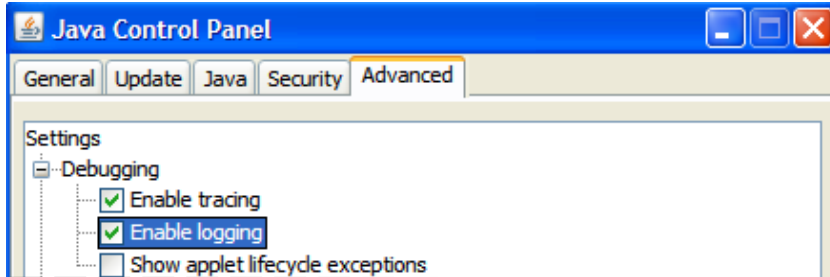 Java Control Panel
General Update Java Security Advanced
Settings
Debugging
Enable tracing
Enable logging
Show applet lifecycle exceptions